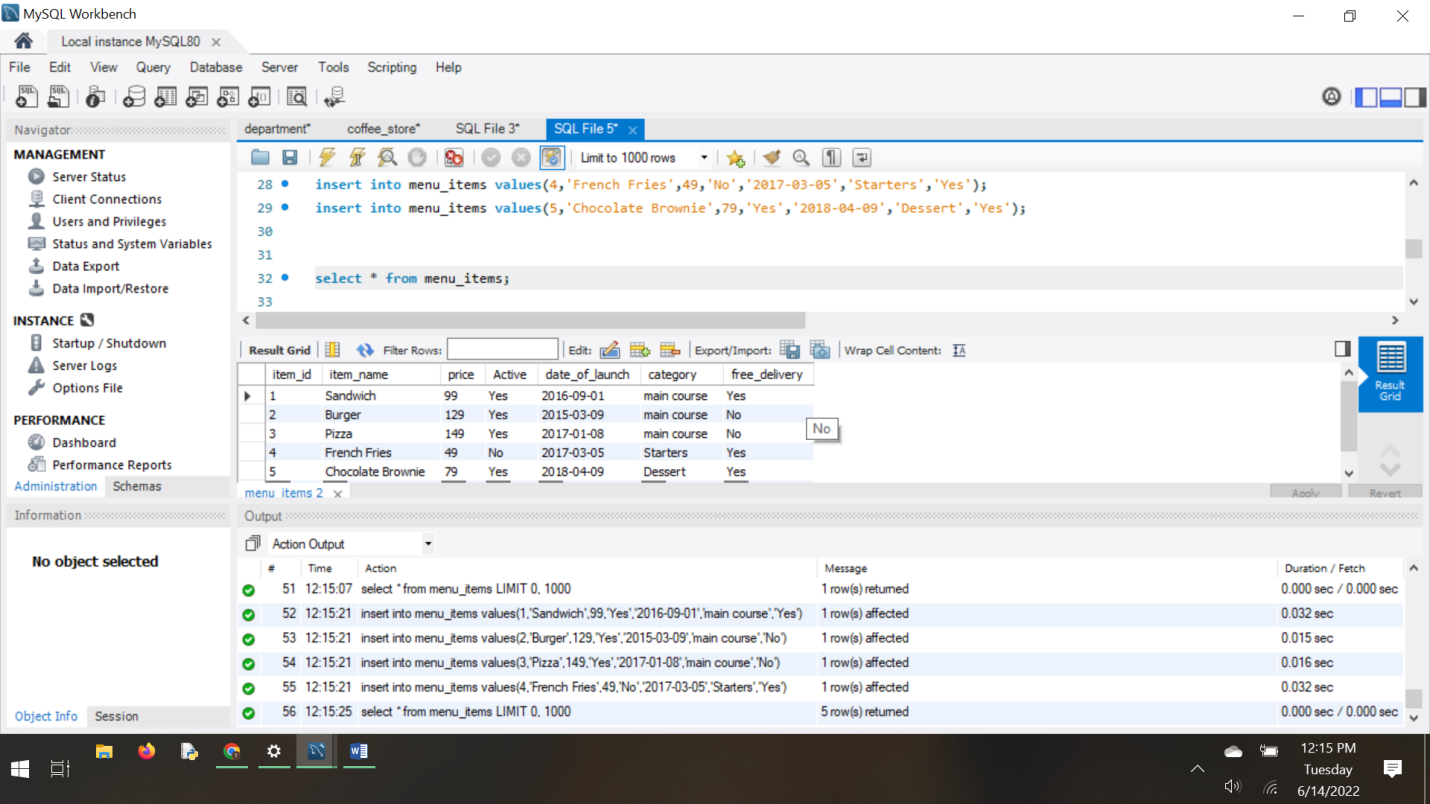 MySQL Workbench
Local instance MySQL80
File Edit View Query Database Server Tools Scripting Help
Navigator
MANAGEMENT
Server Status
Client Connections
Users and Privileges
Status and System Variables
Data Export
Data Import/Restore
INSTANCE
Startup / Shutdown
Server Logs
Options File
PERFORMANCE
Dashboard
Performance Reports
Administration Schemas
Information
No object selected
Object Info Session
department* coffee_store* SQL File 3* SQL File 5*
Limit to 1000 rows
28 insert into menu_items values(4,'French Fries',49,'No','2017-03-05','Starters','Yes');
29 insert into menu_items values(5,'Chocolate Brownie',79,'Yes','2018-04-09','Dessert','Yes');
30
31
32 select * from menu_items;
33
Result Grid Filter Rows: Edit: Export/Import: Wrap Cell Content:
item_id item_name price Active date_of_launch category free_delivery
1 Sandwich 99 Yes 2016-09-01 main course Yes
2 Burger 129 Yes 2015-03-09 main course No
3 Pizza 149 Yes 2017-01-08 main course No
4 French Fries 49 No 2017-03-05 Starters Yes
5 Chocolate Brownie 79 Yes 2018-04-09 Dessert Yes
No
Result
Grid
menu_items 2
Apply Revert
Output
Action Output
# Time Action Message Duration / Fetch
51 12:15:07 select * from menu_items LIMIT 0, 1000 1 row(s) returned 0.000 sec / 0.000 sec
52 12:15:21 insert into menu_items values(1,'Sandwich',99,'Yes','2016-09-01','main course','Yes') 1 row(s) affected 0.032 sec
53 12:15:21 insert into menu_items values(2,'Burger',129,'Yes','2015-03-09','main course','No') 1 row(s) affected 0.015 sec
54 12:15:21 insert into menu_items values(3,'Pizza',149,'Yes','2017-01-08','main course','No') 1 row(s) affected 0.016 sec
55 12:15:21 insert into menu_items values(4,'French Fries',49,'No','2017-03-05','Starters','Yes') 1 row(s) affected 0.032 sec
56 12:15:25 select * from menu_items LIMIT 0, 1000 5 row(s) returned 0.000 sec / 0.000 sec
12:15 PM
Tuesday
6/14/2022